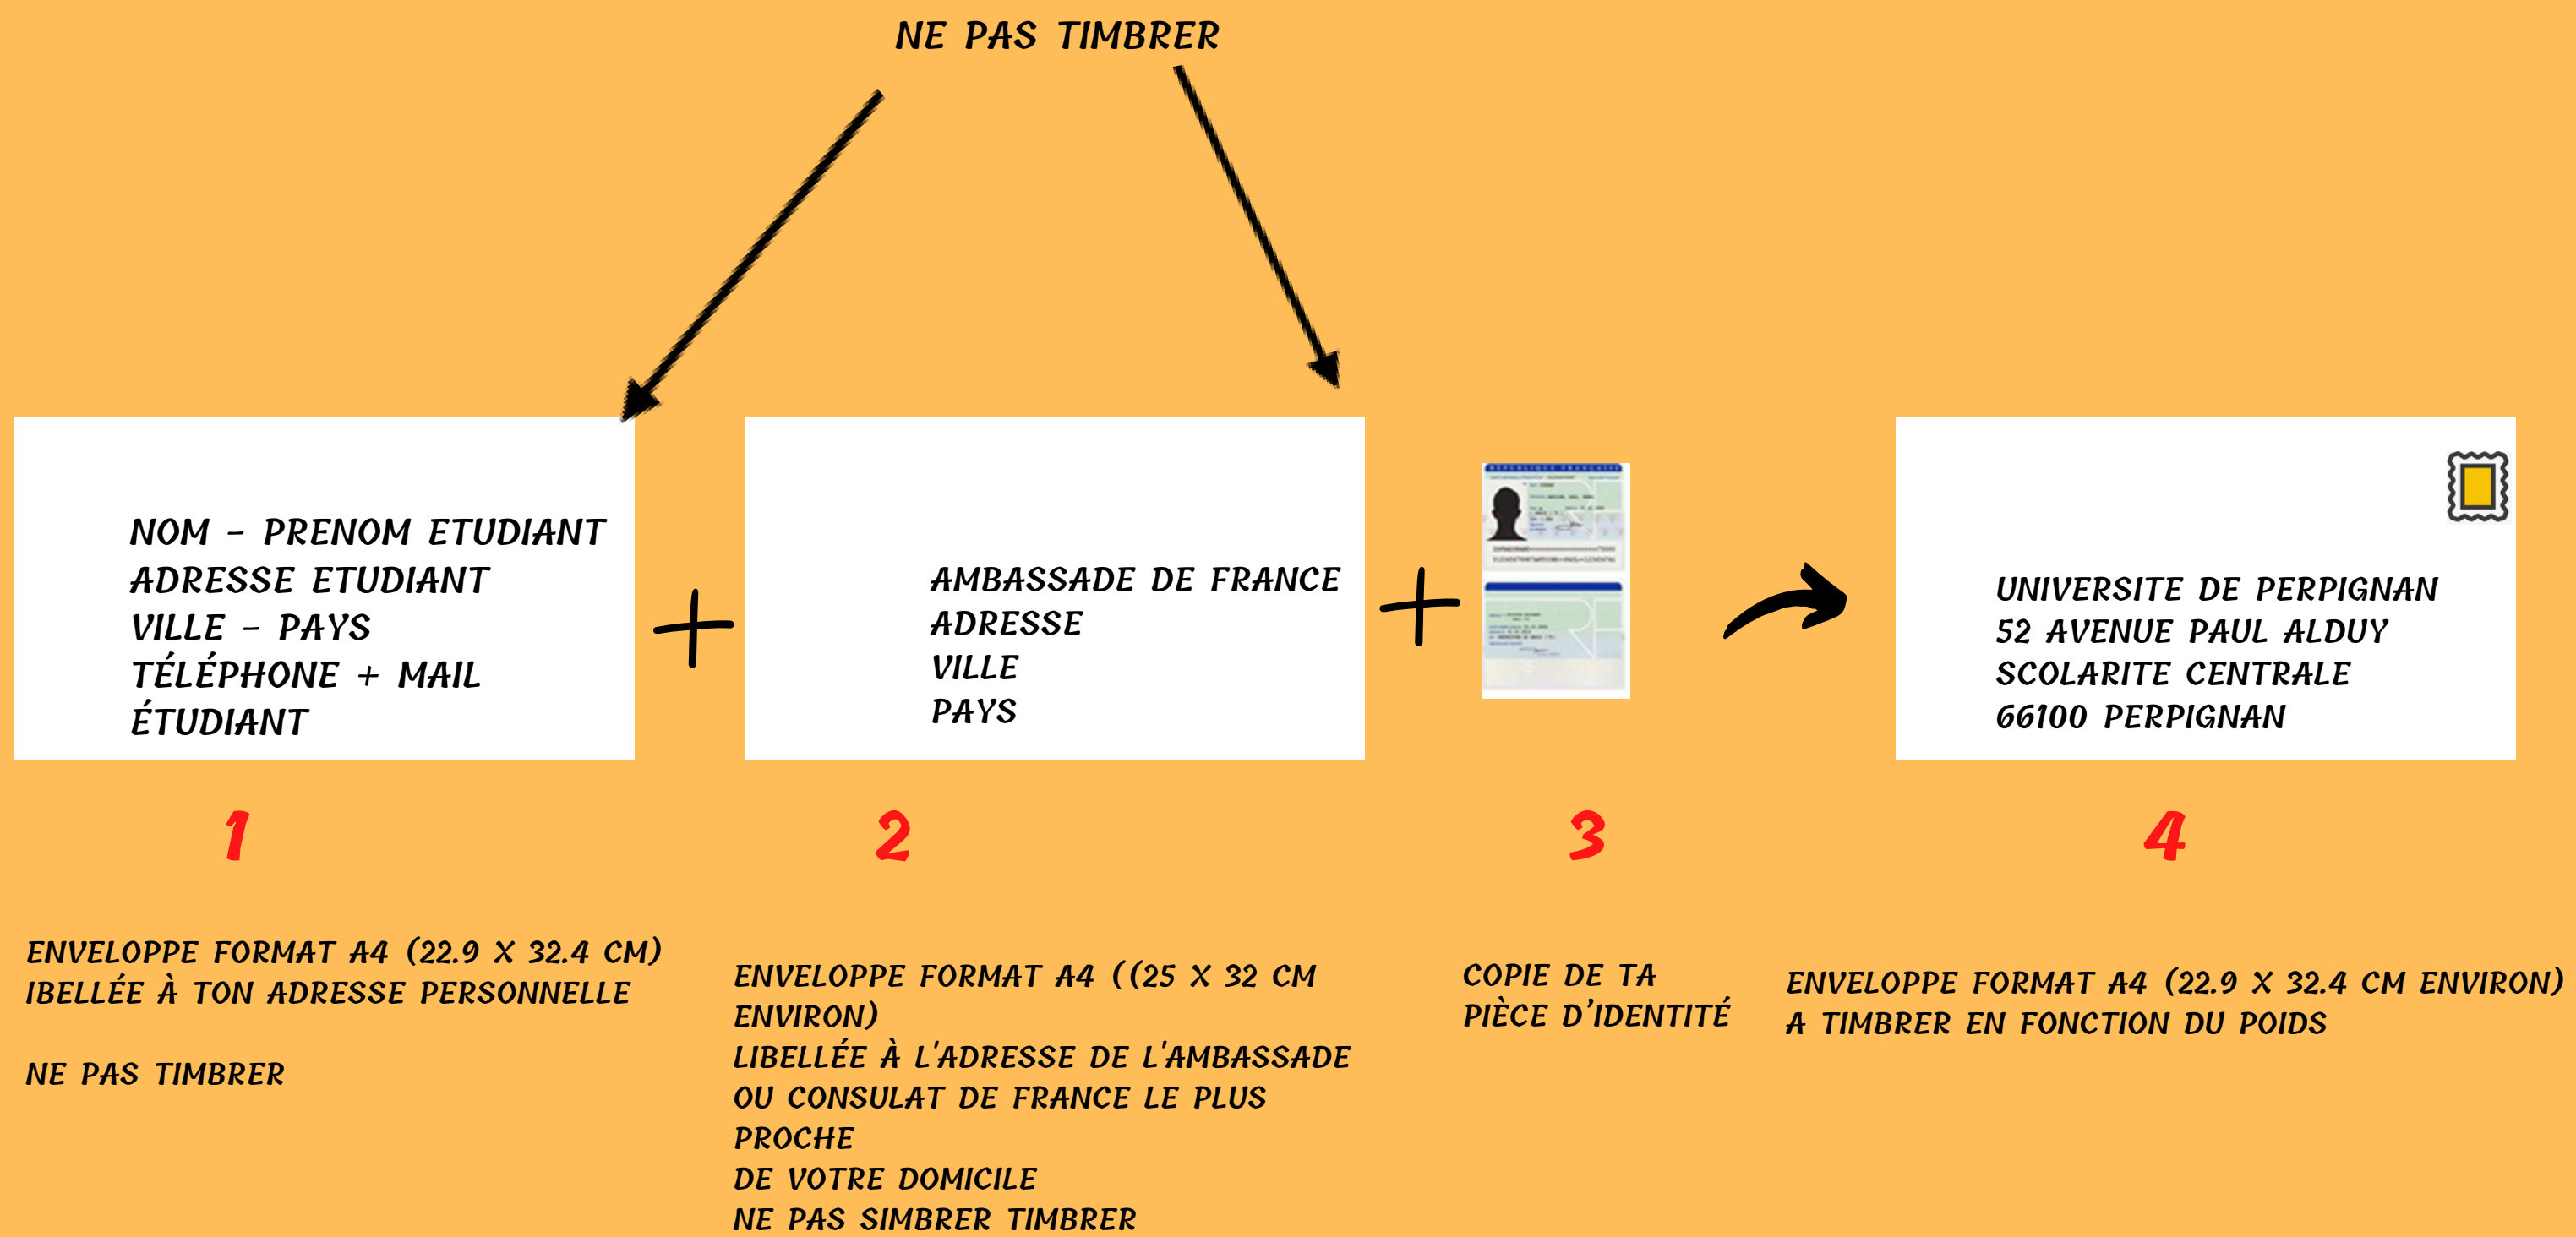 NE PAS TIMBRER
NOM - PRENOM ETUDIANT
ADRESSE ETUDIANT
VILLE - PAYS
TÉLÉPHONE + MAIL
ÉTUDIANT
+
AMBASSADE DE FRANCE
ADRESSE
VILLE
PAYS
+
RÉPUBLIQUE FRANÇAISE
UNIVERSITE DE PERPIGNAN
52 AVENUE PAUL ALDUY
SCOLARITE CENTRALE
66100 PERPIGNAN
1
2
3
4
ENVELOPPE FORMAT A4 (22.9 X 32.4 CM)
IBELLÉE À TON ADRESSE PERSONNELLE
NE PAS TIMBRER
ENVELOPPE FORMAT A4 ((25 X 32 CM
ENVIRON)
LIBELLÉE À L'ADRESSE DE L'AMBASSADE
OU CONSULAT DE FRANCE LE PLUS
PROCHE
DE VOTRE DOMICILE
NE PAS SIMBRER TIMBRER
COPIE DE TA
PIÈCE D'IDENTITÉ
ENVELOPPE FORMAT A4 (22.9 X 32.4 CM ENVIRON)
A TIMBRER EN FONCTION DU POIDS